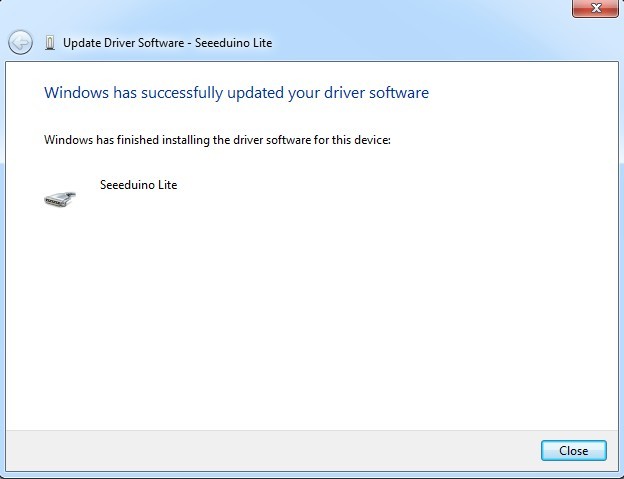 Update Driver Software - Seeeduino Lite
Windows has successfully updated your driver software
Windows has finished installing the driver software for this device:
Seeeduino Lite
Close